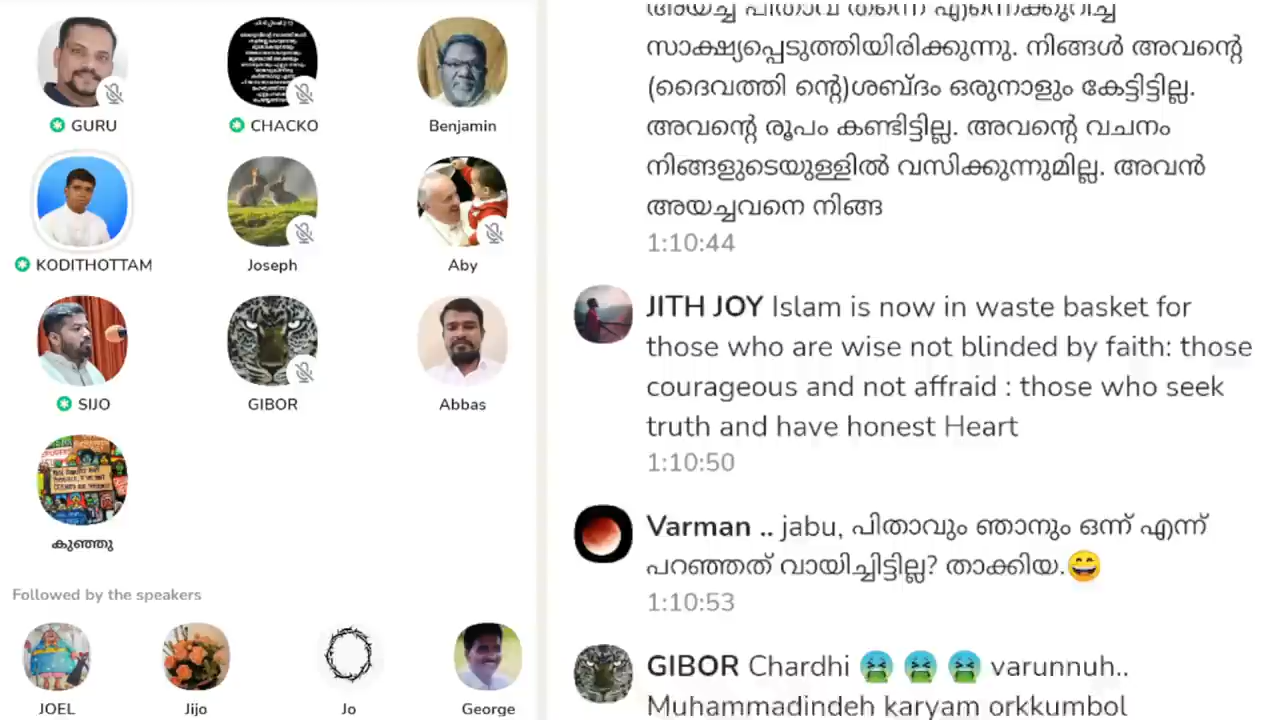 GURU
CHACKO
Benjamin
KODITHOTTAM
Joseph
Aby
SIJO
GIBOR
Abbas
കുഞ്ഞു
Followed by the speakers
JOEL
Jijo
Jo
George
അയച്ച പിതാവ് തന്നെ എന്നെക്കുറിച്ച്
സാക്ഷ്യപ്പെടുത്തിയിരിക്കുന്നു. നിങ്ങൾ അവന്റെ
(ദൈവത്തി ന്റെ)ശബ്ദം ഒരുനാളും കേട്ടിട്ടില്ല.
അവന്റെ രൂപം കണ്ടിട്ടില്ല. അവന്റെ വചനം
നിങ്ങളുടെയുള്ളിൽ വസിക്കുന്നുമില്ല. അവൻ
അയച്ചവനെ നിങ്ങ
1:10:44
JITH JOY Islam is now in waste basket for
those who are wise not blinded by faith: those
courageous and not affraid : those who seek
truth and have honest Heart
1:10:50
Varman .. jabu, പിതാവും ഞാനും ഒന്ന് എന്ന്
പറഞ്ഞത് വായിച്ചിട്ടില്ല? താക്കിയ.😄
1:10:53
GIBOR Chardhi 🤮 🤮 🤮 varunnuh..
Muhammadindeh karyam orkkumbol